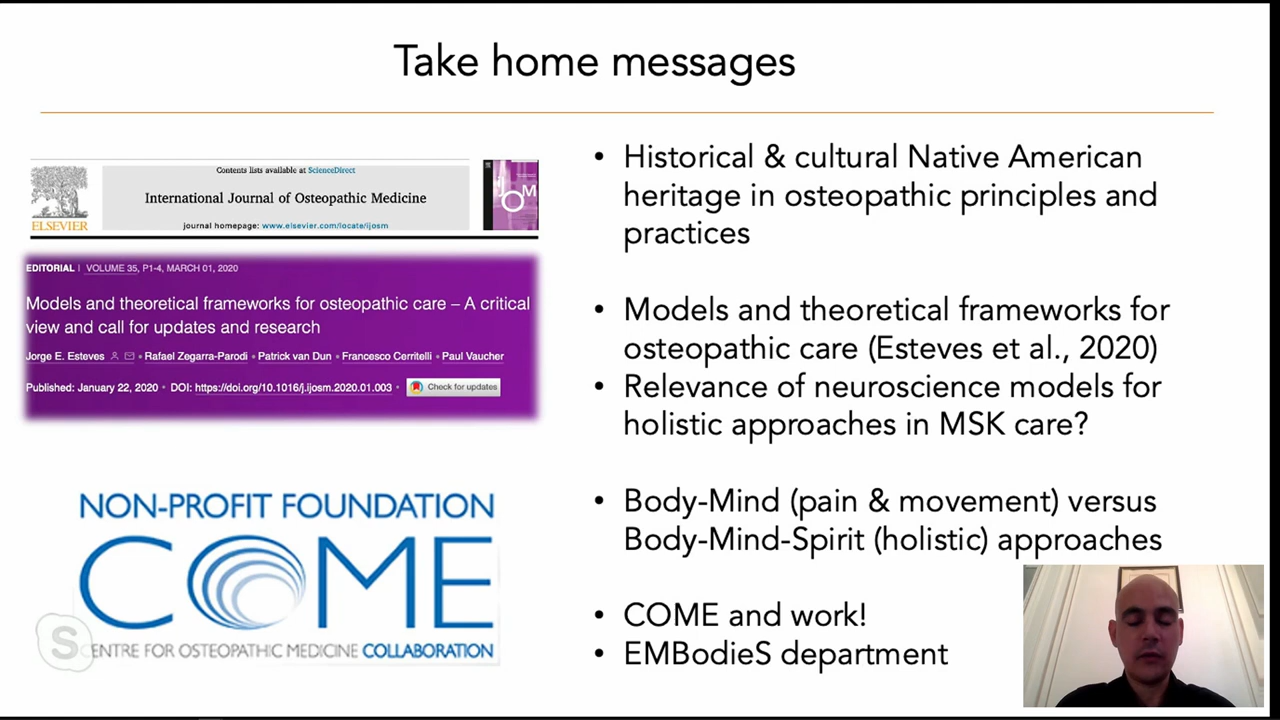 Take home messages
Contents lists available at ScienceDirect
International Journal of Osteopathic Medicine
journal homepage: www.elsevier.com/locate/ijosm
ELSEVIER
IJOM
EDITORIAL | VOLUME 35, P1-4, MARCH 01, 2020
Models and theoretical frameworks for osteopathic care – A critical
view and call for updates and research
Jorge E. Esteves • Rafael Zegarra-Parodi • Patrick van Dun • Francesco Cerritelli • Paul Vaucher
Published: January 22, 2020 • DOI: https://doi.org/10.1016/j.ijosm.2020.01.003 • Check for updates
NON-PROFIT FOUNDATION
COME
CENTRE FOR OSTEOPATHIC MEDICINE COLLABORATION
S
• Historical & cultural Native American
heritage in osteopathic principles and
practices
• Models and theoretical frameworks for
osteopathic care (Esteves et al., 2020)
• Relevance of neuroscience models for
holistic approaches in MSK care?
• Body-Mind (pain & movement) versus
Body-Mind-Spirit (holistic) approaches
• COME and work!
• EMBodieS department